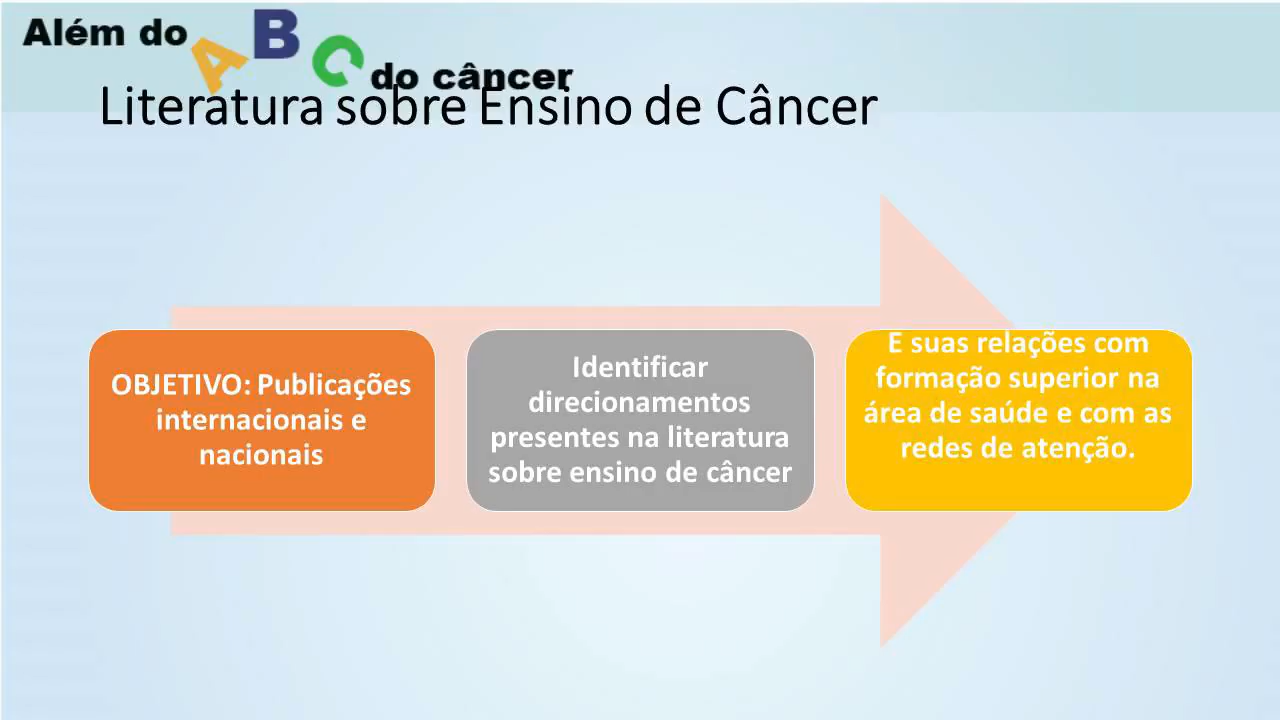 Além do
A B C
do câncer
Literatura sobre Ensino de Câncer
OBJETIVO: Publicações
internacionais e
nacionais
Identificar
direcionamentos
presentes na literatura
sobre ensino de câncer
E suas relações com
formação superior na
área de saúde e com as
redes de atenção.